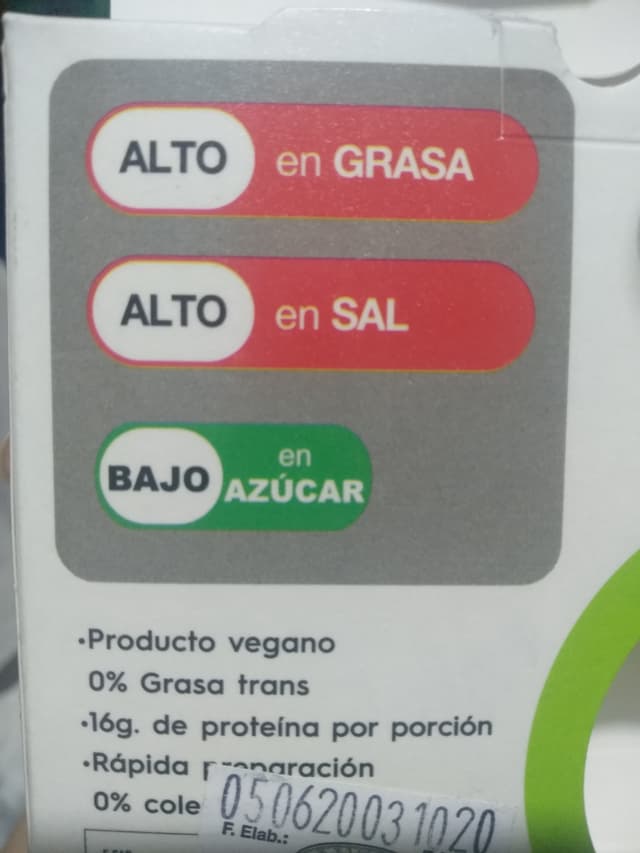 ALTO en GRASA
ALTO en SAL
BAJO en AZÚCAR
•Producto vegano
0% Grasa trans
•16g. de proteína por porción
•Rápida preparación
0% cole
050620031020
F. Elab.: